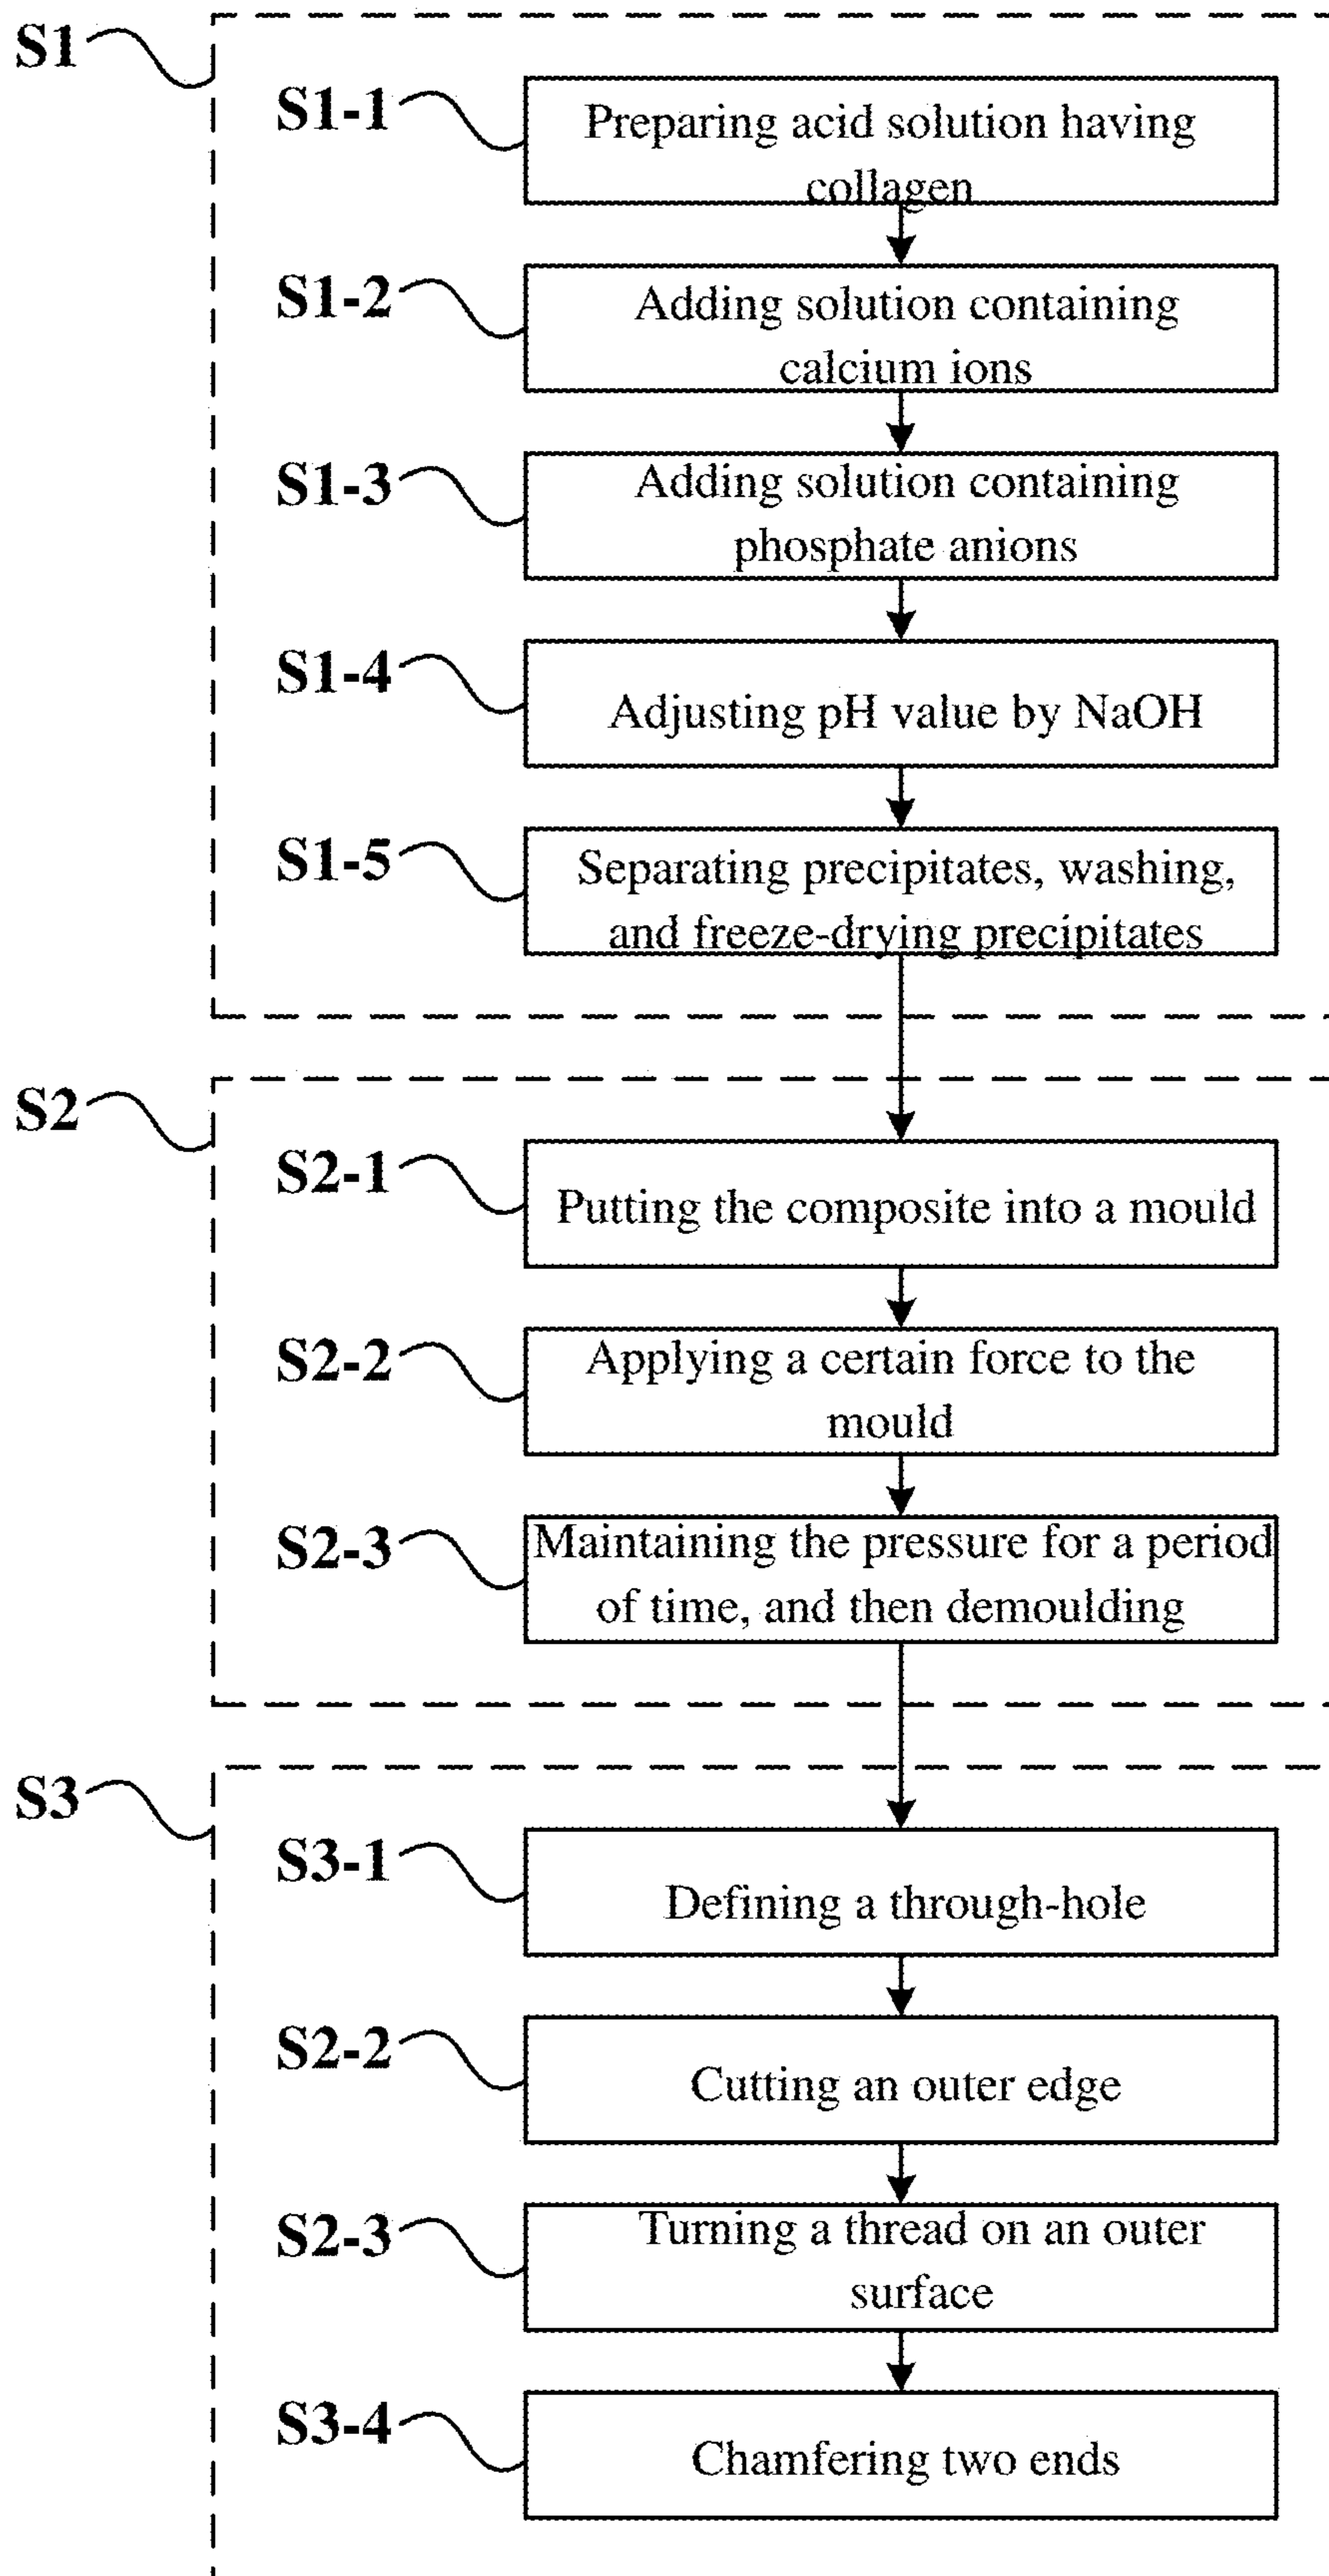 S1
S1-1
Preparing acid solution having
collagen
S1-2
Adding solution containing
calcium ions
S1-3
Adding solution containing
phosphate anions
S1-4
Adjusting pH value by NaOH
S1-5
Separating precipitates, washing,
and freeze-drying precipitates
S2
S2-1
Putting the composite into a mould
S2-2
Applying a certain force to the
mould
S2-3
Maintaining the pressure for a period
of time, and then demoulding
S3
S3-1
Defining a through-hole
S2-2
Cutting an outer edge
S2-3
Turning a thread on an outer
surface
S3-4
Chamfering two ends